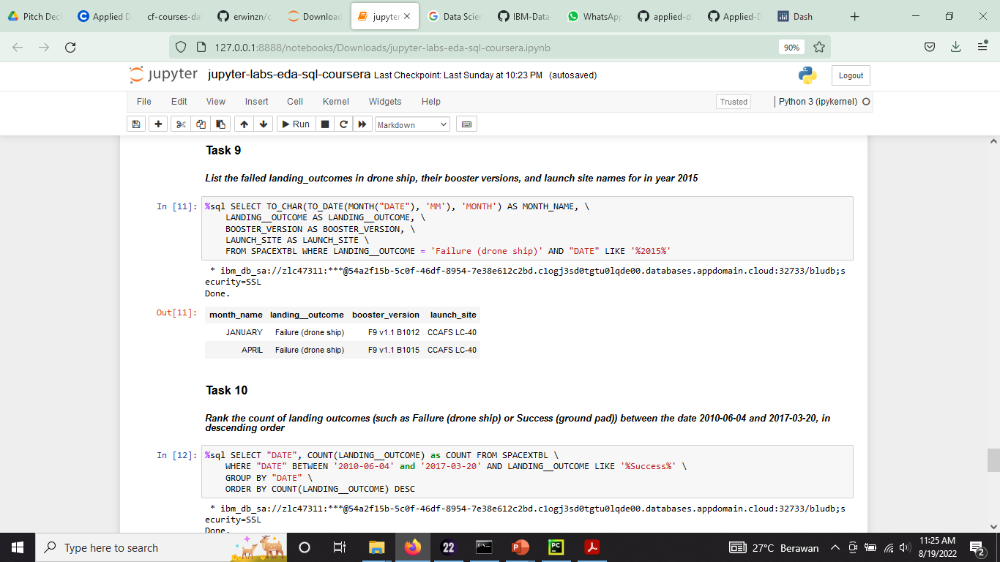 Pitch Deck
Applied D
cf-courses-da
erwinzn/c
Download
jupyter
Data Scien
IBM-Data-
WhatsApp
applied-d
Applied-D
Dash
127.0.0.1:8888/notebooks/Downloads/jupyter-labs-eda-sql-coursera.ipynb
90%
jupyter jupyter-labs-eda-sql-coursera Last Checkpoint: Last Sunday at 10:23 PM (autosaved)
Logout
File Edit View Insert Cell Kernel Widgets Help
Trusted
Python 3 (ipykernel)
Run
Markdown
Task 9
List the failed landing_outcomes in drone ship, their booster versions, and launch site names for in year 2015
In [11]: %sql SELECT TO_CHAR(TO_DATE(MONTH("DATE"), 'MM'), 'MONTH') AS MONTH_NAME, \
LANDING__OUTCOME AS LANDING__OUTCOME, \
BOOSTER_VERSION AS BOOSTER_VERSION, \
LAUNCH_SITE AS LAUNCH_SITE \
FROM SPACEXTBL WHERE LANDING__OUTCOME = 'Failure (drone ship)' AND "DATE" LIKE '%2015%'
* ibm_db_sa://zlc47311:***@54a2f15b-5c0f-46df-8954-7e38e612c2bd.c1ogj3sd0tgtu0lqde00.databases.appdomain.cloud:32733/bludb;s
ecurity=SSL
Done.
Out[11]: month_name landing__outcome booster_version launch_site
JANUARY Failure (drone ship) F9 v1.1 B1012 CCAFS LC-40
APRIL Failure (drone ship) F9 v1.1 B1015 CCAFS LC-40
Task 10
Rank the count of landing outcomes (such as Failure (drone ship) or Success (ground pad)) between the date 2010-06-04 and 2017-03-20, in
descending order
In [12]: %sql SELECT "DATE", COUNT(LANDING__OUTCOME) as COUNT FROM SPACEXTBL \
WHERE "DATE" BETWEEN '2010-06-04' and '2017-03-20' AND LANDING__OUTCOME LIKE '%Success%' \
GROUP BY "DATE" \
ORDER BY COUNT(LANDING__OUTCOME) DESC
* ibm_db_sa://zlc47311:***@54a2f15b-5c0f-46df-8954-7e38e612c2bd.c1ogj3sd0tgtu0lqde00.databases.appdomain.cloud:32733/bludb;s
ecurity=SSL
Done.
Type here to search
22
PC
27°C Berawan
11:25 AM
8/19/2022
2